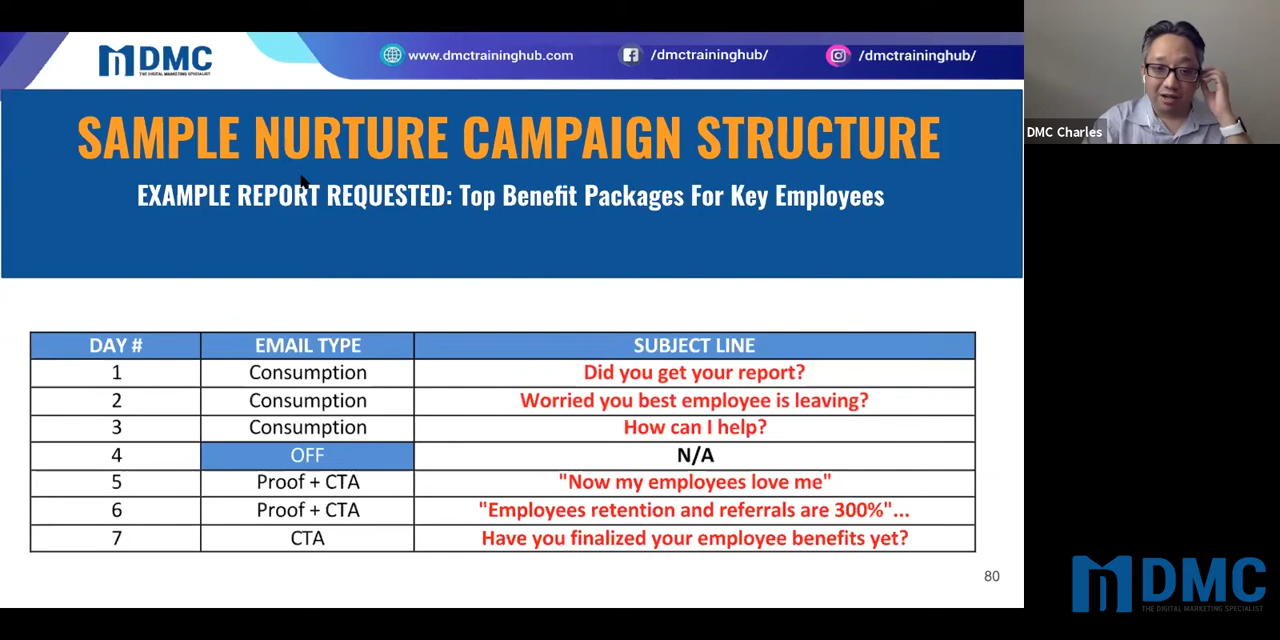 DMC
THE DIGITAL MARKETING SPECIALIST
www.dmctraininghub.com
/dmctraininghub/
/dmctraininghub/
DMC Charles
SAMPLE NURTURE CAMPAIGN STRUCTURE
EXAMPLE REPORT REQUESTED: Top Benefit Packages For Key Employees
DAY # EMAIL TYPE SUBJECT LINE
1 Consumption Did you get your report?
2 Consumption Worried you best employee is leaving?
3 Consumption How can I help?
4 OFF N/A
5 Proof + CTA "Now my employees love me"
6 Proof + CTA "Employees retention and referrals are 300%"...
7 CTA Have you finalized your employee benefits yet?
80
DMC
THE DIGITAL MARKETING SPECIALIST